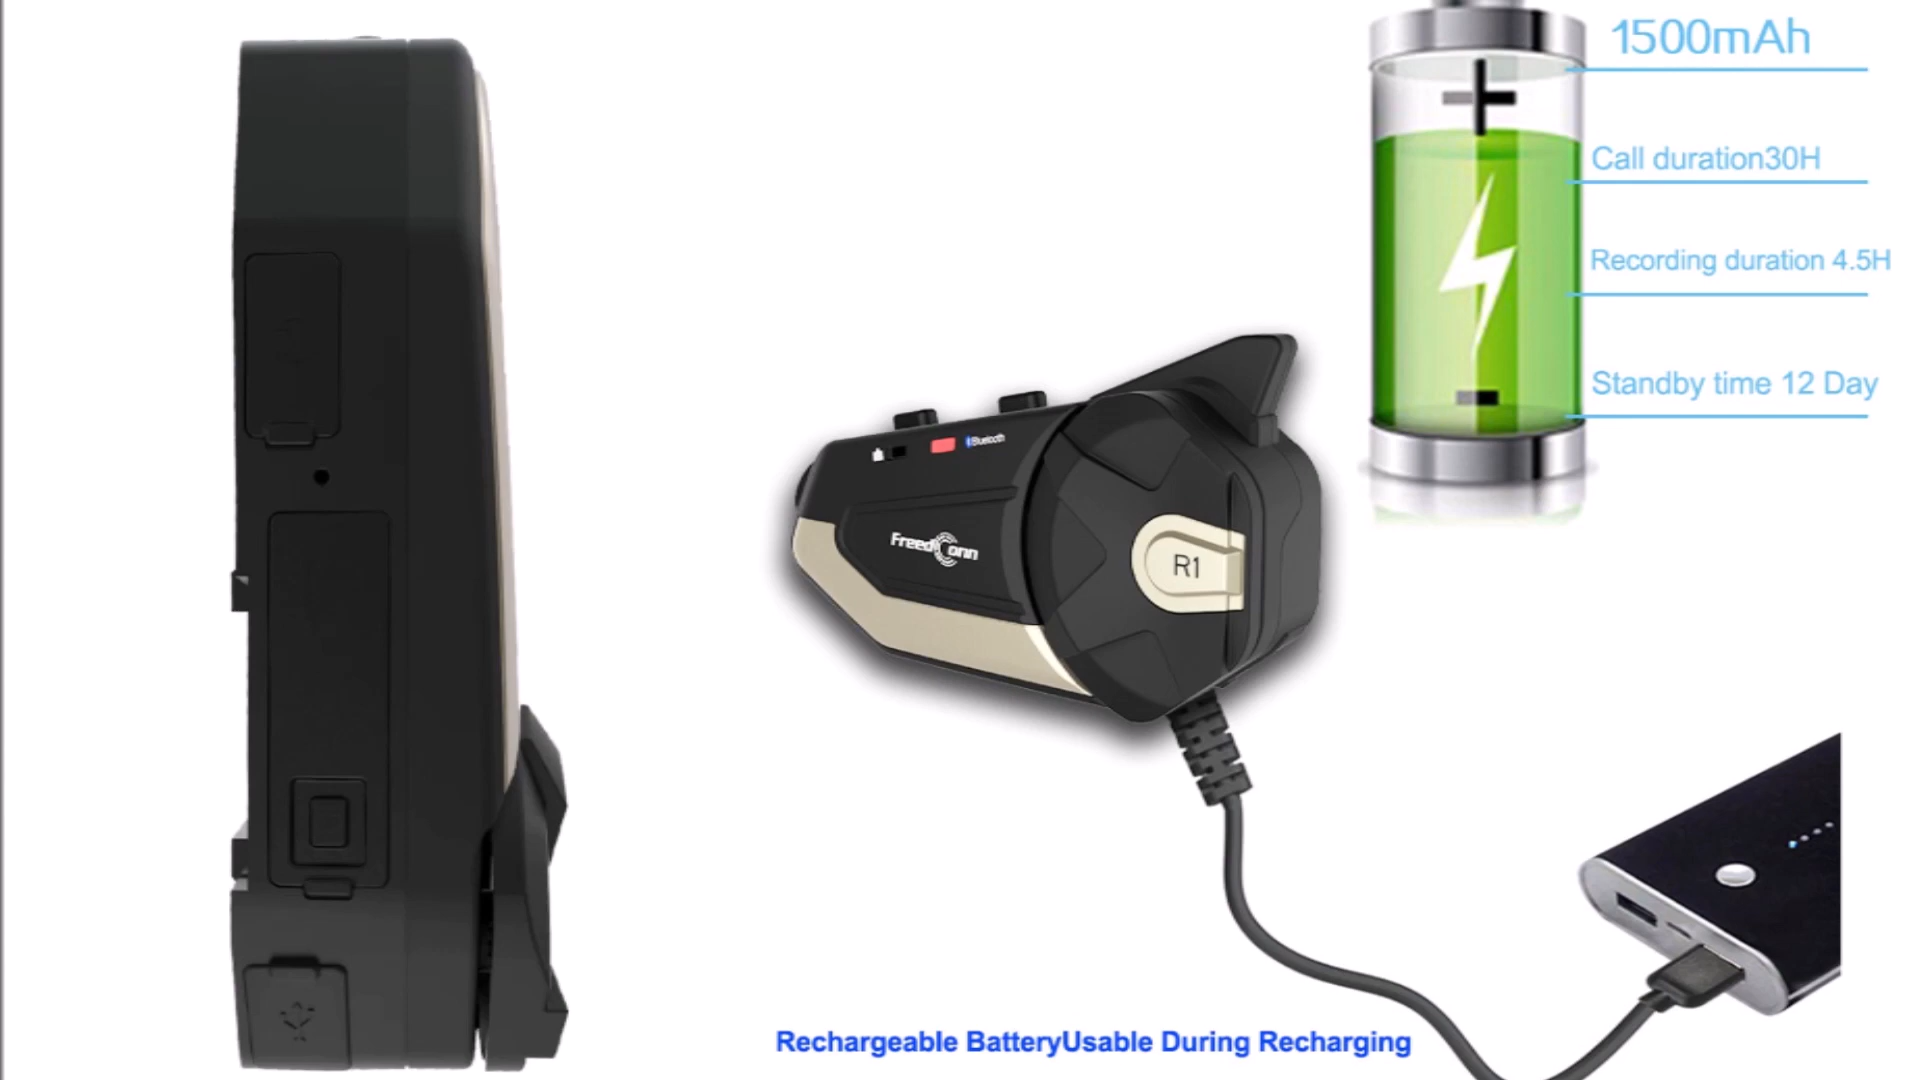 1500mAh
Call duration30H
Recording duration 4.5H
Standby time 12 Day
Bluetooth
FreedConn
R1
Rechargeable BatteryUsable During Recharging